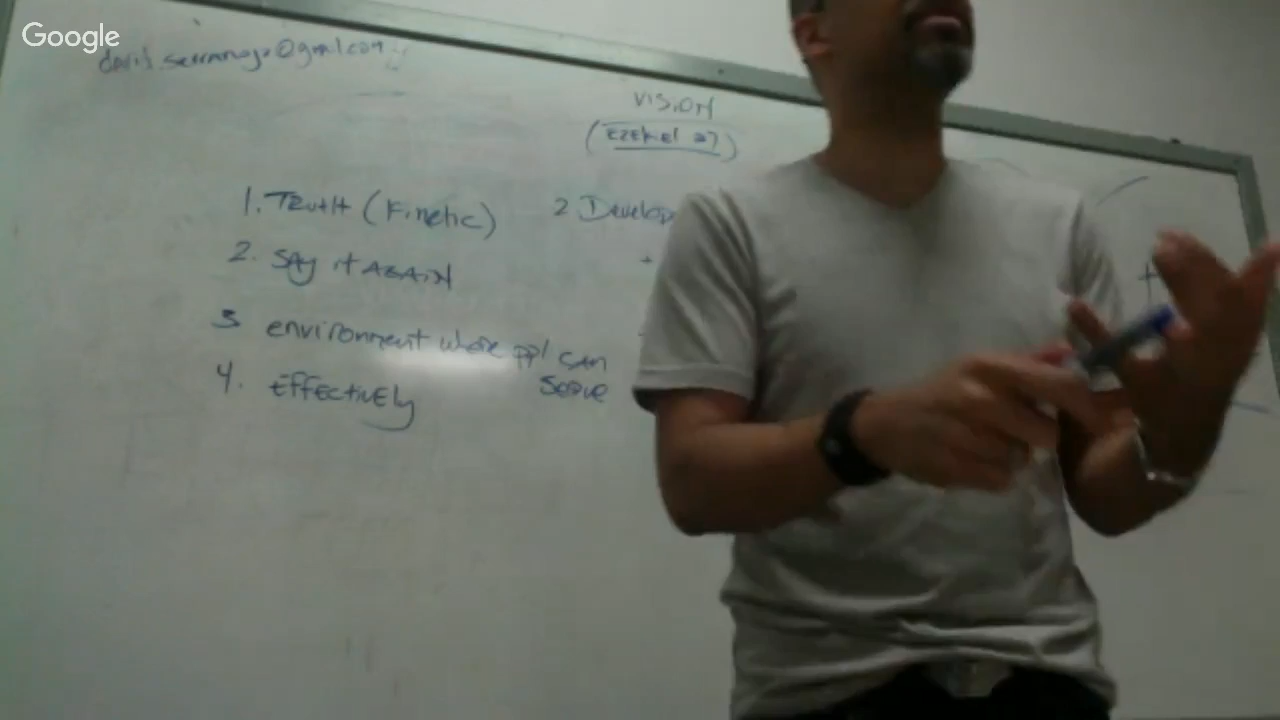 Google
VISION
(EZEKIEL 37)
1. TRUTH (Kinetic)
2 Develop
2. SAY it AGAIN
3 environment where ppl can
serve
4. EFFECTIVELY